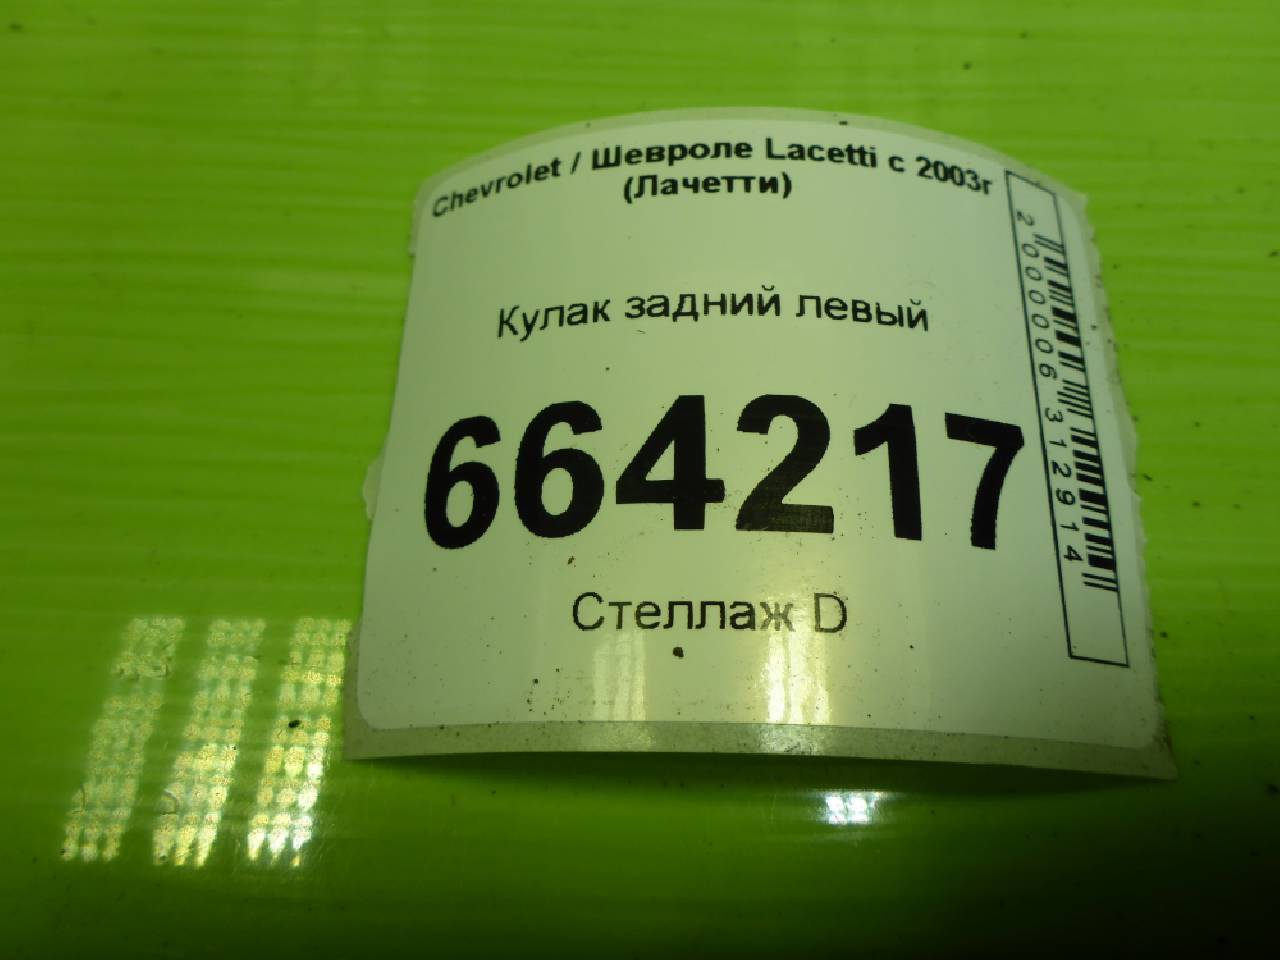 Chevrolet / Шевроле Lacetti с 2003г
(Лачетти)
Кулак задний левый
664217
Стеллаж D
2000006312914